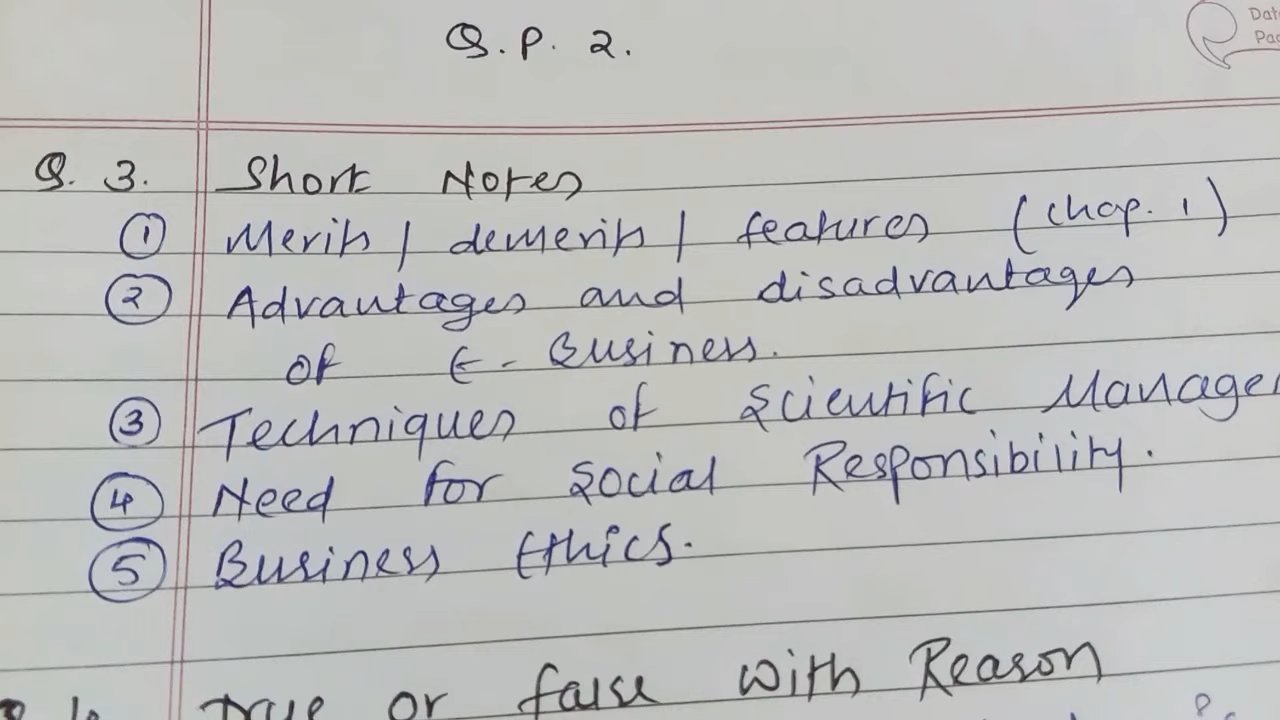 Q. P. 2.
Q. 3. Short Notes
① Merits / demerits / features (chap. 1)
② Advantages and disadvantages
of E-Business.
③ Techniques of Scientific Manage
④ Need for Social Responsibility.
⑤ Business Ethics.
True or false with Reason